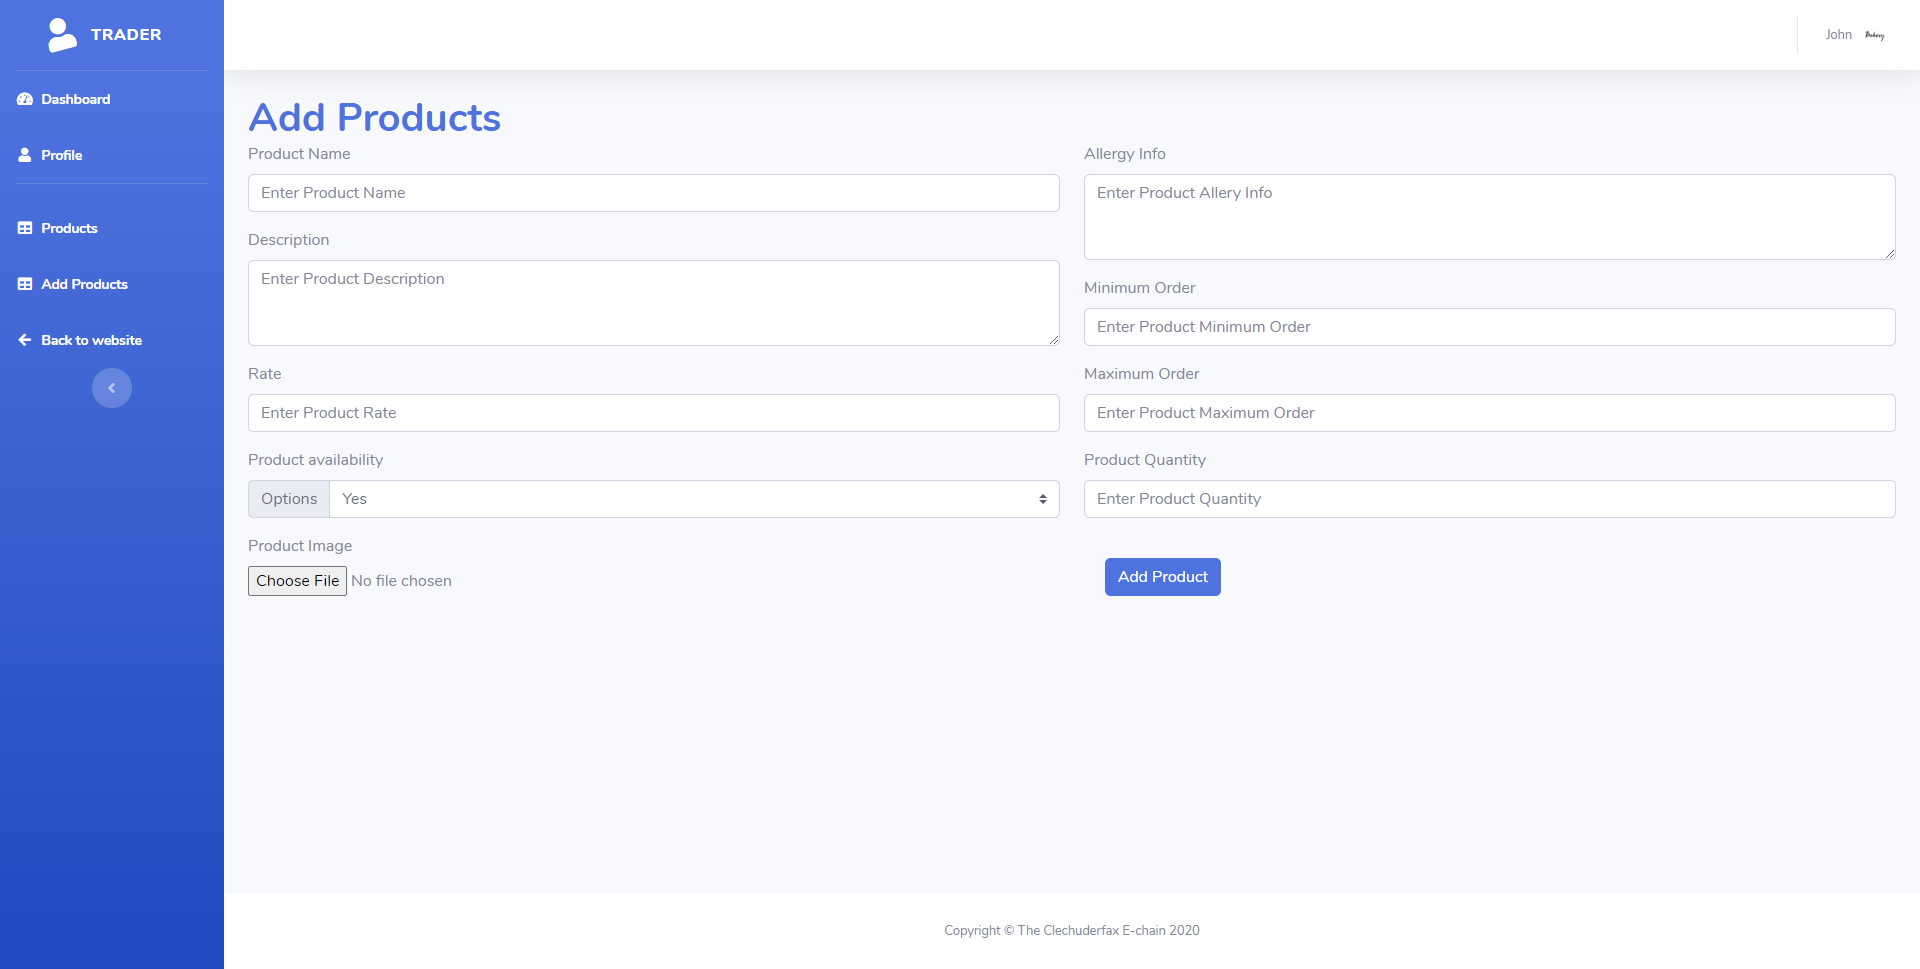 TRADER
Dashboard
Profile
Products
Add Products
Back to website
John
Bakery
Add Products
Product Name
Enter Product Name
Description
Enter Product Description
Rate
Enter Product Rate
Product availability
Options Yes
Product Image
Choose File No file chosen
Allergy Info
Enter Product Allery Info
Minimum Order
Enter Product Minimum Order
Maximum Order
Enter Product Maximum Order
Product Quantity
Enter Product Quantity
Add Product
Copyright © The Clechuderfax E-chain 2020